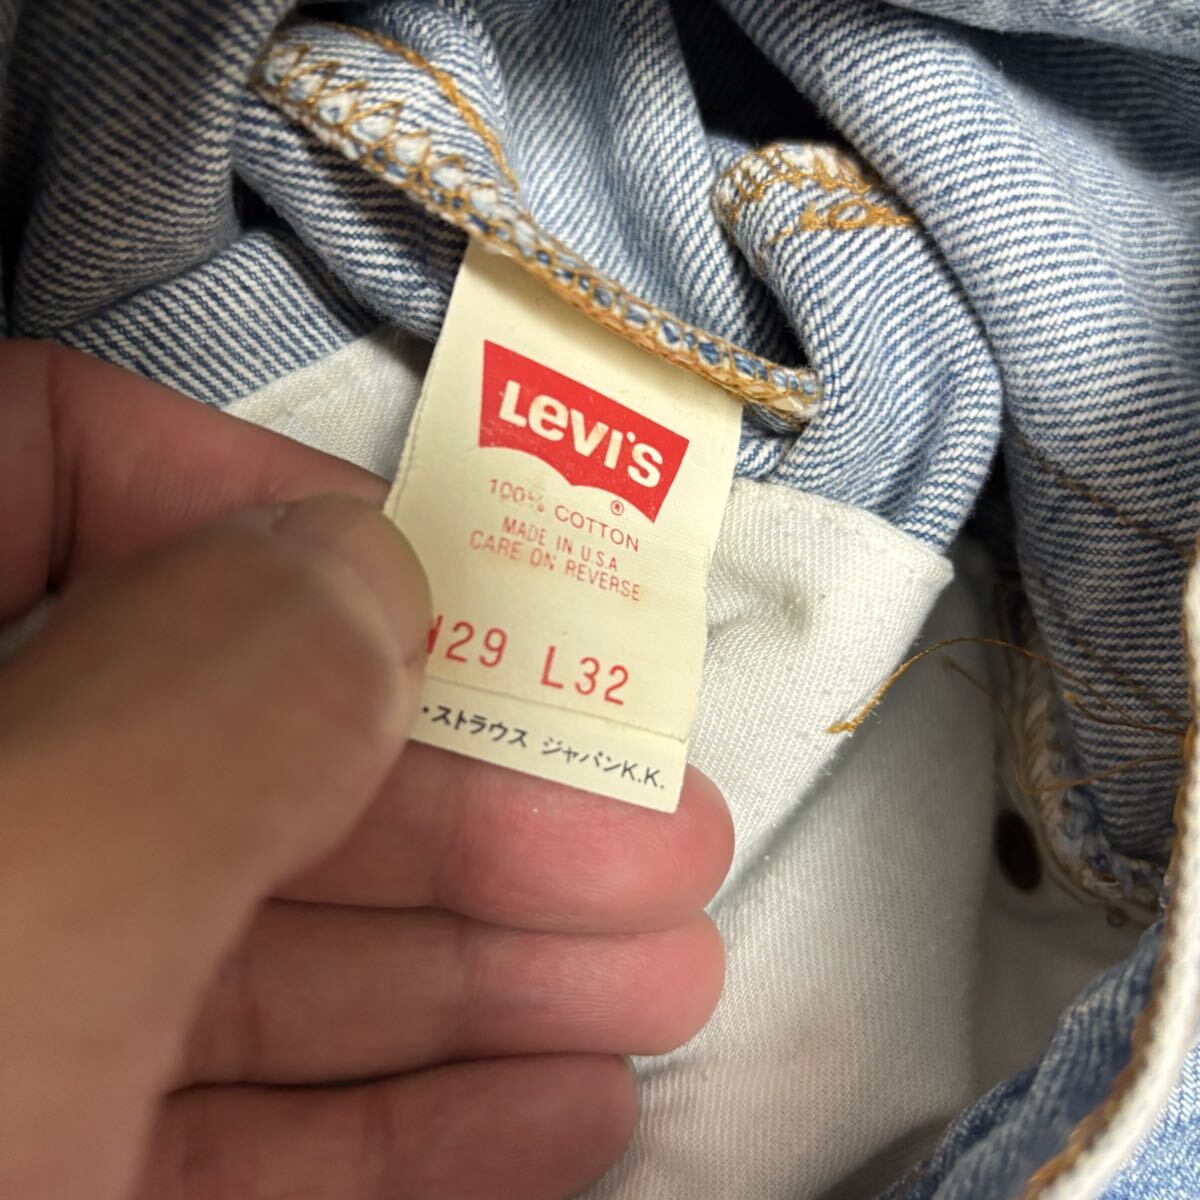 Levi's
®
100% COTTON
MADE IN U.S.A
CARE ON REVERSE
29 L32
・ストラウス ジャパンK.K.